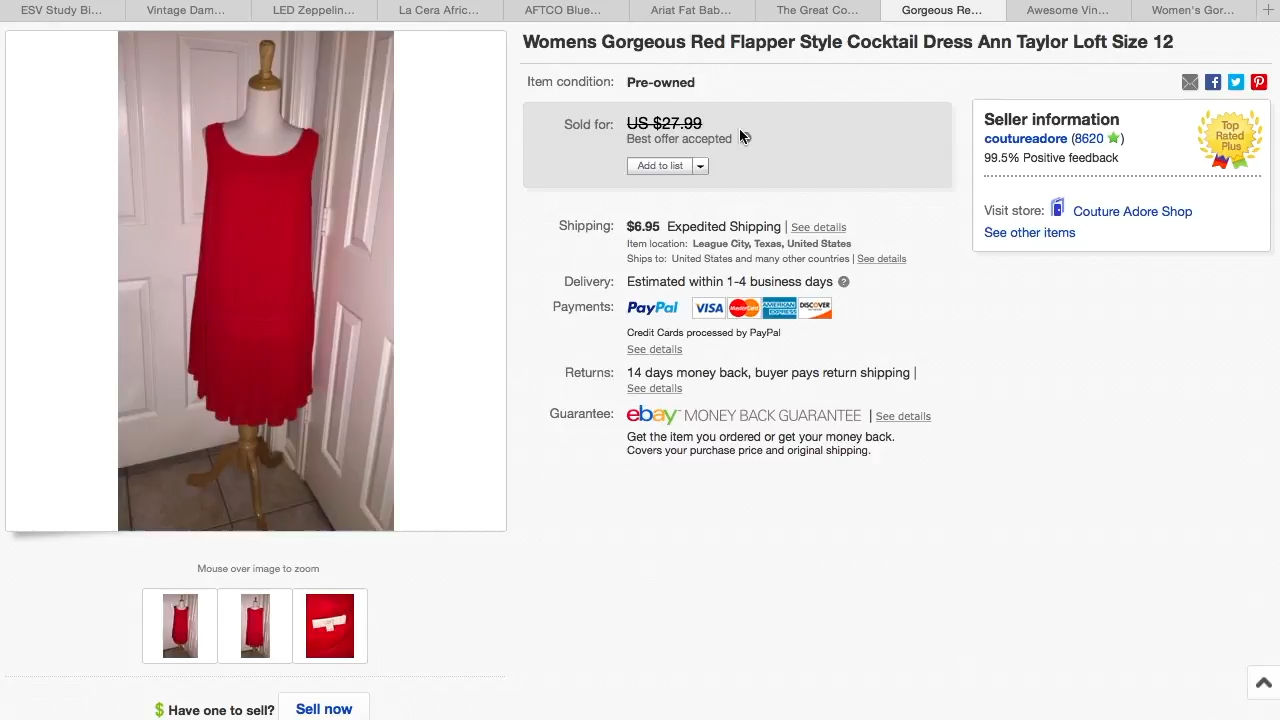 ESV Study Bi...
Vintage Dam...
LED Zeppelin...
La Cera Afric...
AFTCO Blue...
Ariat Fat Bab...
The Great Co...
Gorgeous Re...
Awesome Vin...
Women's Gor...
Womens Gorgeous Red Flapper Style Cocktail Dress Ann Taylor Loft Size 12
Item condition: Pre-owned
Sold for: US $27.99
Best offer accepted
Add to list
Shipping: $6.95 Expedited Shipping | See details
Item location: League City, Texas, United States
Ships to: United States and many other countries | See details
Delivery: Estimated within 1-4 business days
Payments: PayPal VISA MasterCard AMERICAN EXPRESS DISCOVER
Credit Cards processed by PayPal
See details
Returns: 14 days money back, buyer pays return shipping |
See details
Guarantee: ebay MONEY BACK GUARANTEE | See details
Get the item you ordered or get your money back.
Covers your purchase price and original shipping.
Seller information
coutureadore (8620)
99.5% Positive feedback
Top
Rated
Plus
Visit store: Couture Adore Shop
See other items
Mouse over image to zoom
$ Have one to sell? Sell now